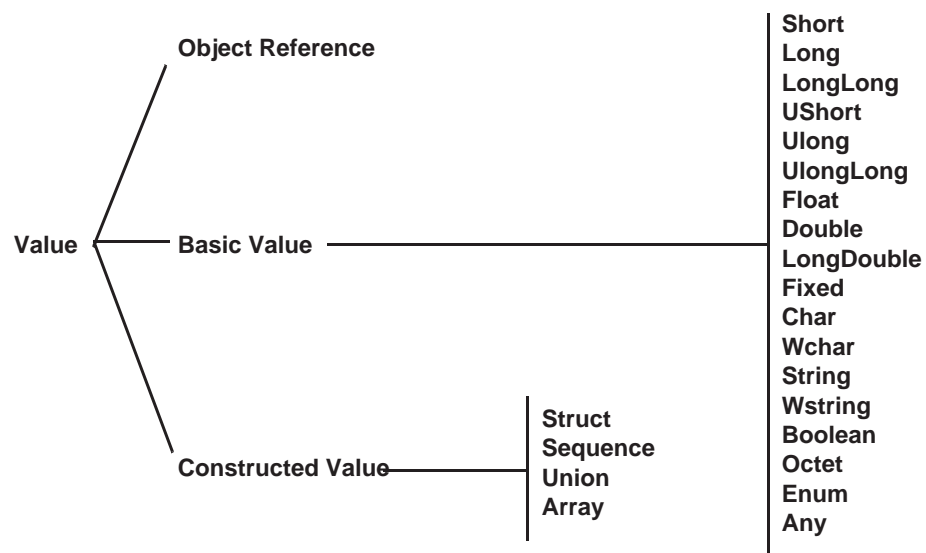 Value
Object Reference
Basic Value
Constructed Value
Struct
Sequence
Union
Array
Short
Long
LongLong
UShort
Ulong
UlongLong
Float
Double
LongDouble
Fixed
Char
Wchar
String
Wstring
Boolean
Octet
Enum
Any